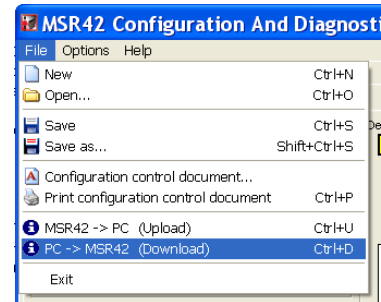 MSR42 Configuration And Diagnosti
File Options Help
New Ctrl+N
Open... Ctrl+O
Save Ctrl+S
Save as... Shift+Ctrl+S
Configuration control document...
Print configuration control document Ctrl+P
MSR42 -> PC (Upload) Ctrl+U
PC -> MSR42 (Download) Ctrl+D
Exit